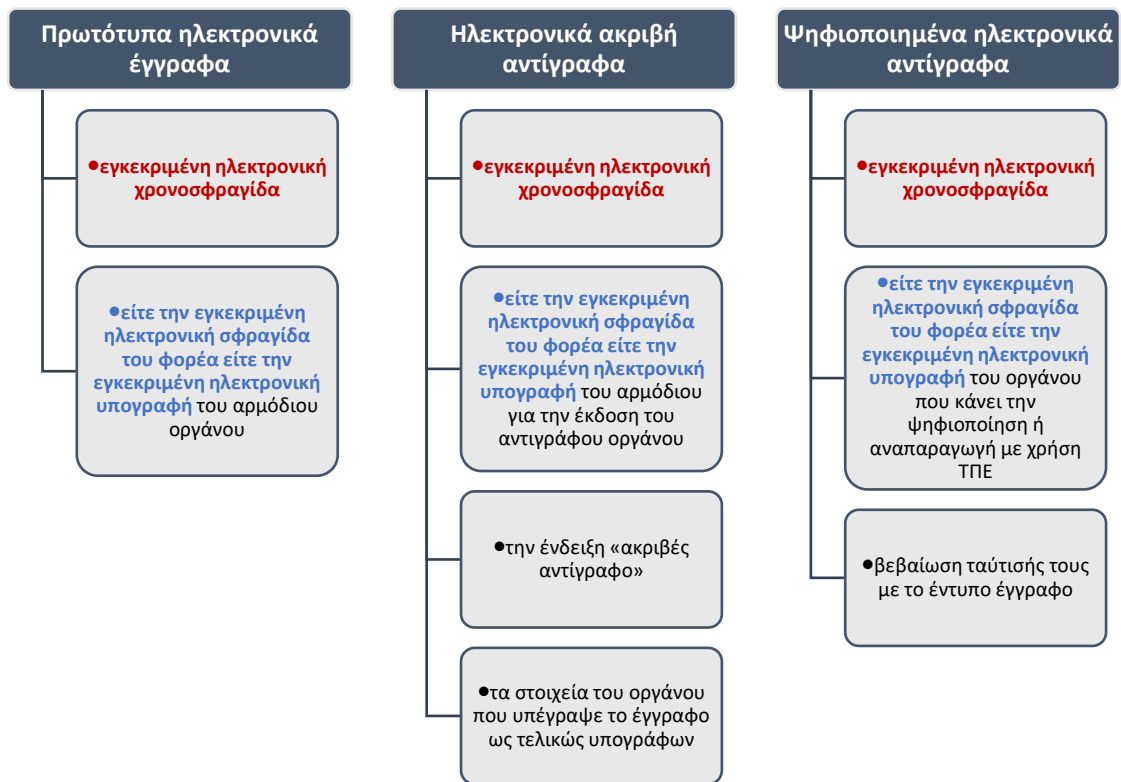 Πρωτότυπα ηλεκτρονικά
έγγραφα
•εγκεκριμένη ηλεκτρονική
χρονοσφραγίδα
•είτε την εγκεκριμένη
ηλεκτρονική σφραγίδα
του φορέα είτε την
εγκεκριμένη ηλεκτρονική
υπογραφή του αρμόδιου
οργάνου
Ηλεκτρονικά ακριβή
αντίγραφα
•εγκεκριμένη ηλεκτρονική
χρονοσφραγίδα
•είτε την εγκεκριμένη
ηλεκτρονική σφραγίδα
του φορέα είτε την
εγκεκριμένη ηλεκτρονική
υπογραφή του αρμόδιου
για την έκδοση του
αντιγράφου οργάνου
•την ένδειξη «ακριβές
αντίγραφο»
•τα στοιχεία του οργάνου
που υπέγραψε το έγγραφο
ως τελικώς υπογράφων
Ψηφιοποιημένα ηλεκτρονικά
αντίγραφα
•εγκεκριμένη ηλεκτρονική
χρονοσφραγίδα
•είτε την εγκεκριμένη
ηλεκτρονική σφραγίδα
του φορέα είτε την
εγκεκριμένη ηλεκτρονική
υπογραφή του οργάνου
που κάνει την
ψηφιοποίηση ή
αναπαραγωγή με χρήση
ΤΠΕ
•βεβαίωση ταύτισής τους
με το έντυπο έγγραφο